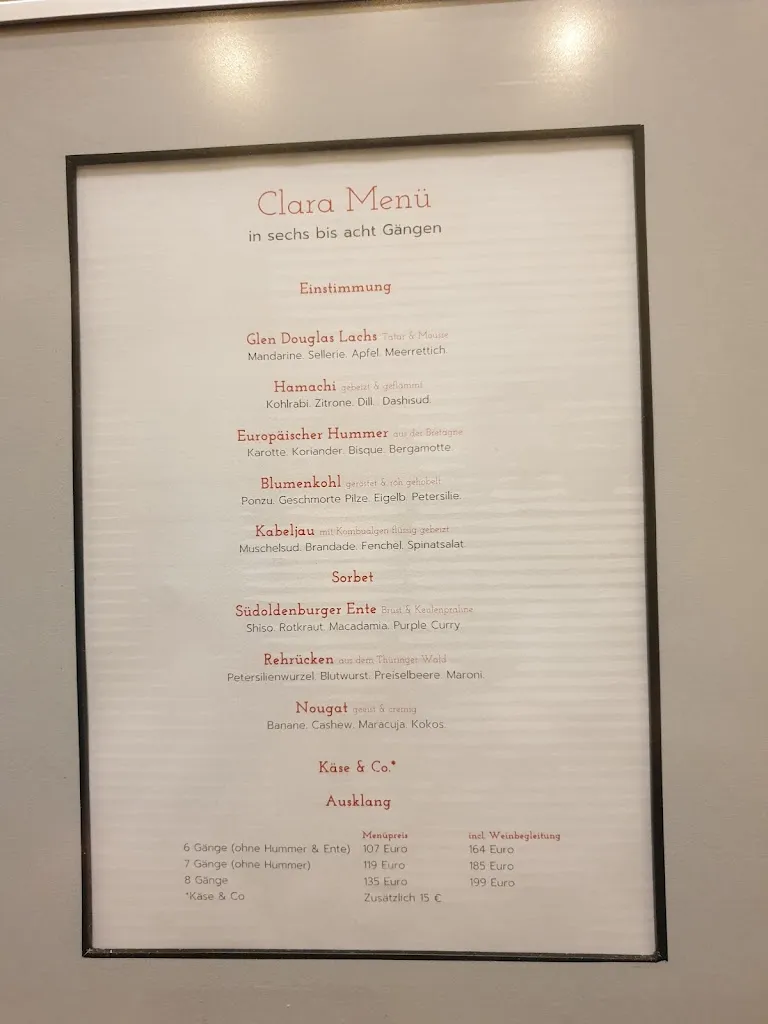 Clara Menü
in sechs bis acht Gängen
Einstimmung
Glen Douglas Lachs Tatar & Mousse
Mandarine. Sellerie. Apfel. Meerrettich.
Hamachi gebeizt & geflämmt
Kohlrabi. Zitrone. Dill. Dashisud.
Europäischer Hummer aus der Bretagne
Karotte. Koriander. Bisque. Bergamotte.
Blumenkohl geröstet & roh gehobelt
Ponzu. Geschmorte Pilze. Eigelb. Petersilie.
Kabeljau mit Kombualgen flüssig gebeizt
Muschelsud. Brandade. Fenchel. Spinatsalat.
Sorbet
Südoldenburger Ente Brust & Keulenpraline
Shiso. Rotkraut. Macadamia. Purple Curry.
Rehrücken aus dem Thüringer Wald
Petersilienwurzel. Blutwurst. Preiselbeere. Maroni.
Nougat geeist & cremig
Banane. Cashew. Maracuja. Kokos.
Käse & Co.*
Ausklang
Menüpreis incl. Weinbegleitung
6 Gänge (ohne Hummer & Ente) 107 Euro 164 Euro
7 Gänge (ohne Hummer) 119 Euro 185 Euro
8 Gänge 135 Euro 199 Euro
*Käse & Co Zusätzlich 15 €